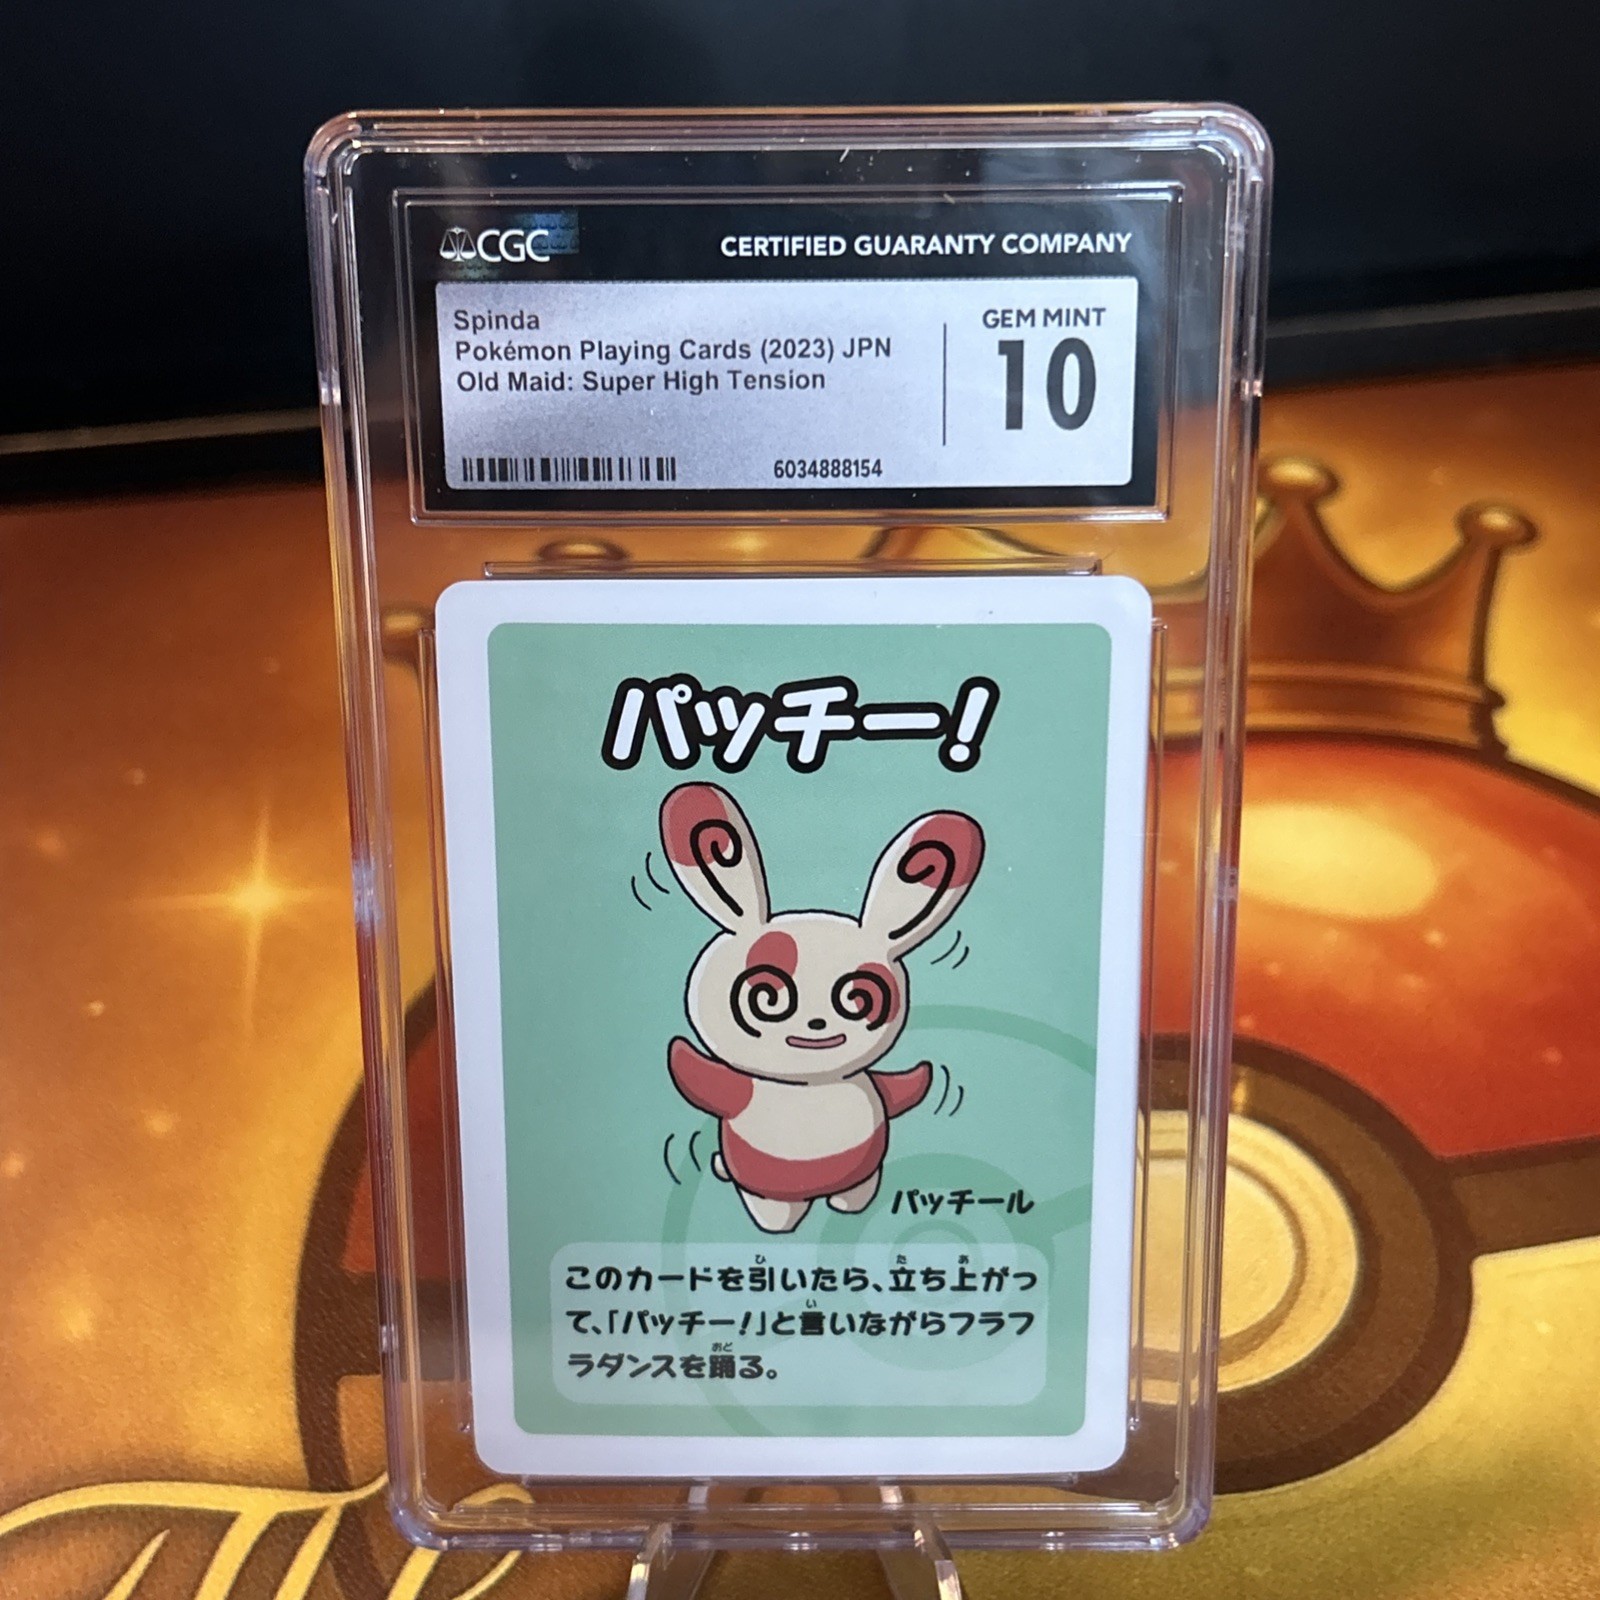 CGC
CERTIFIED GUARANTY COMPANY
Spinda
Pokémon Playing Cards (2023) JPN
Old Maid: Super High Tension
GEM MINT
10
6034888154
パッチー!
パッチール
このカードを引いたら、立ち上がっ
て、「パッチー!」と言いながらフラフ
ラダンスを踊る。